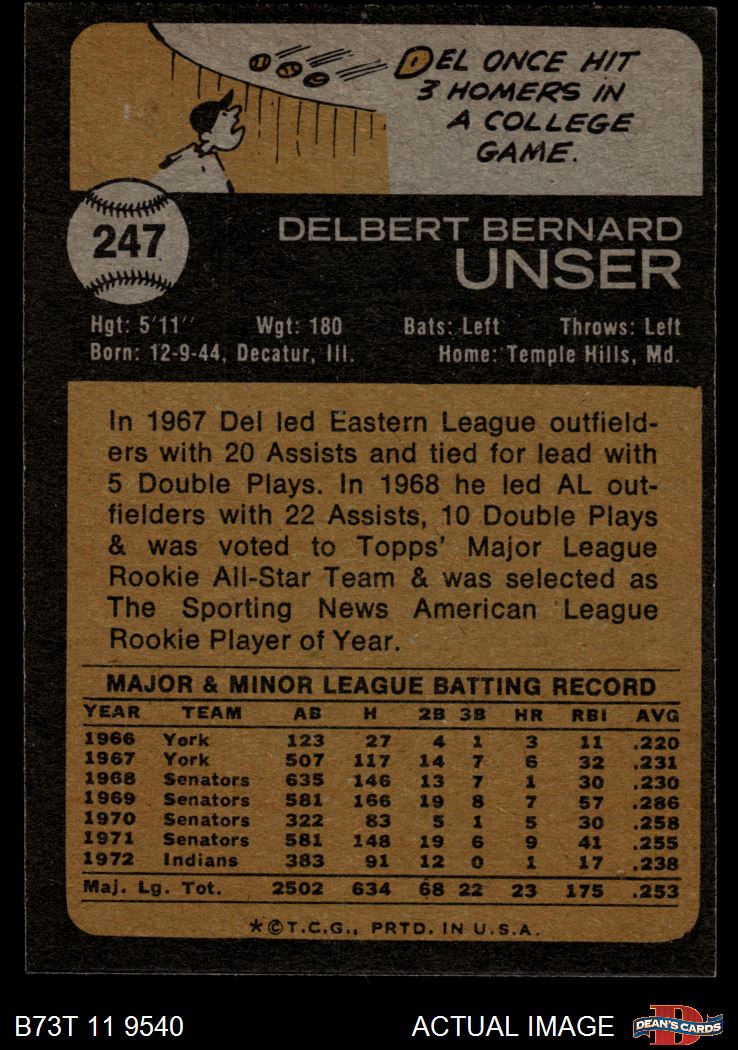 DEL ONCE HIT
3 HOMERS IN
A COLLEGE
GAME.
247
DELBERT BERNARD
UNSER
Hgt: 5'11" Wgt: 180 Bats: Left Throws: Left
Born: 12-9-44, Decatur, Ill. Home: Temple Hills, Md.
In 1967 Del led Eastern League outfield-
ers with 20 Assists and tied for lead with
5 Double Plays. In 1968 he led AL out-
fielders with 22 Assists, 10 Double Plays
& was voted to Topps' Major League
Rookie All-Star Team & was selected as
The Sporting News American League
Rookie Player of Year.
MAJOR & MINOR LEAGUE BATTING RECORD
YEAR TEAM AB H 2B 3B HR RBI AVG
1966 York 123 27 4 1 3 11 .220
1967 York 507 117 14 7 6 32 .231
1968 Senators 635 146 13 7 1 30 .230
1969 Senators 581 166 19 8 7 57 .286
1970 Senators 322 83 5 1 5 30 .258
1971 Senators 581 148 19 6 9 41 .255
1972 Indians 383 91 12 0 1 17 .238
Maj. Lg. Tot. 2502 634 68 22 23 175 .253
*©T.C.G., PRTD. IN U.S.A.
B73T 11 9540 ACTUAL IMAGE D DEAN'S CARDS